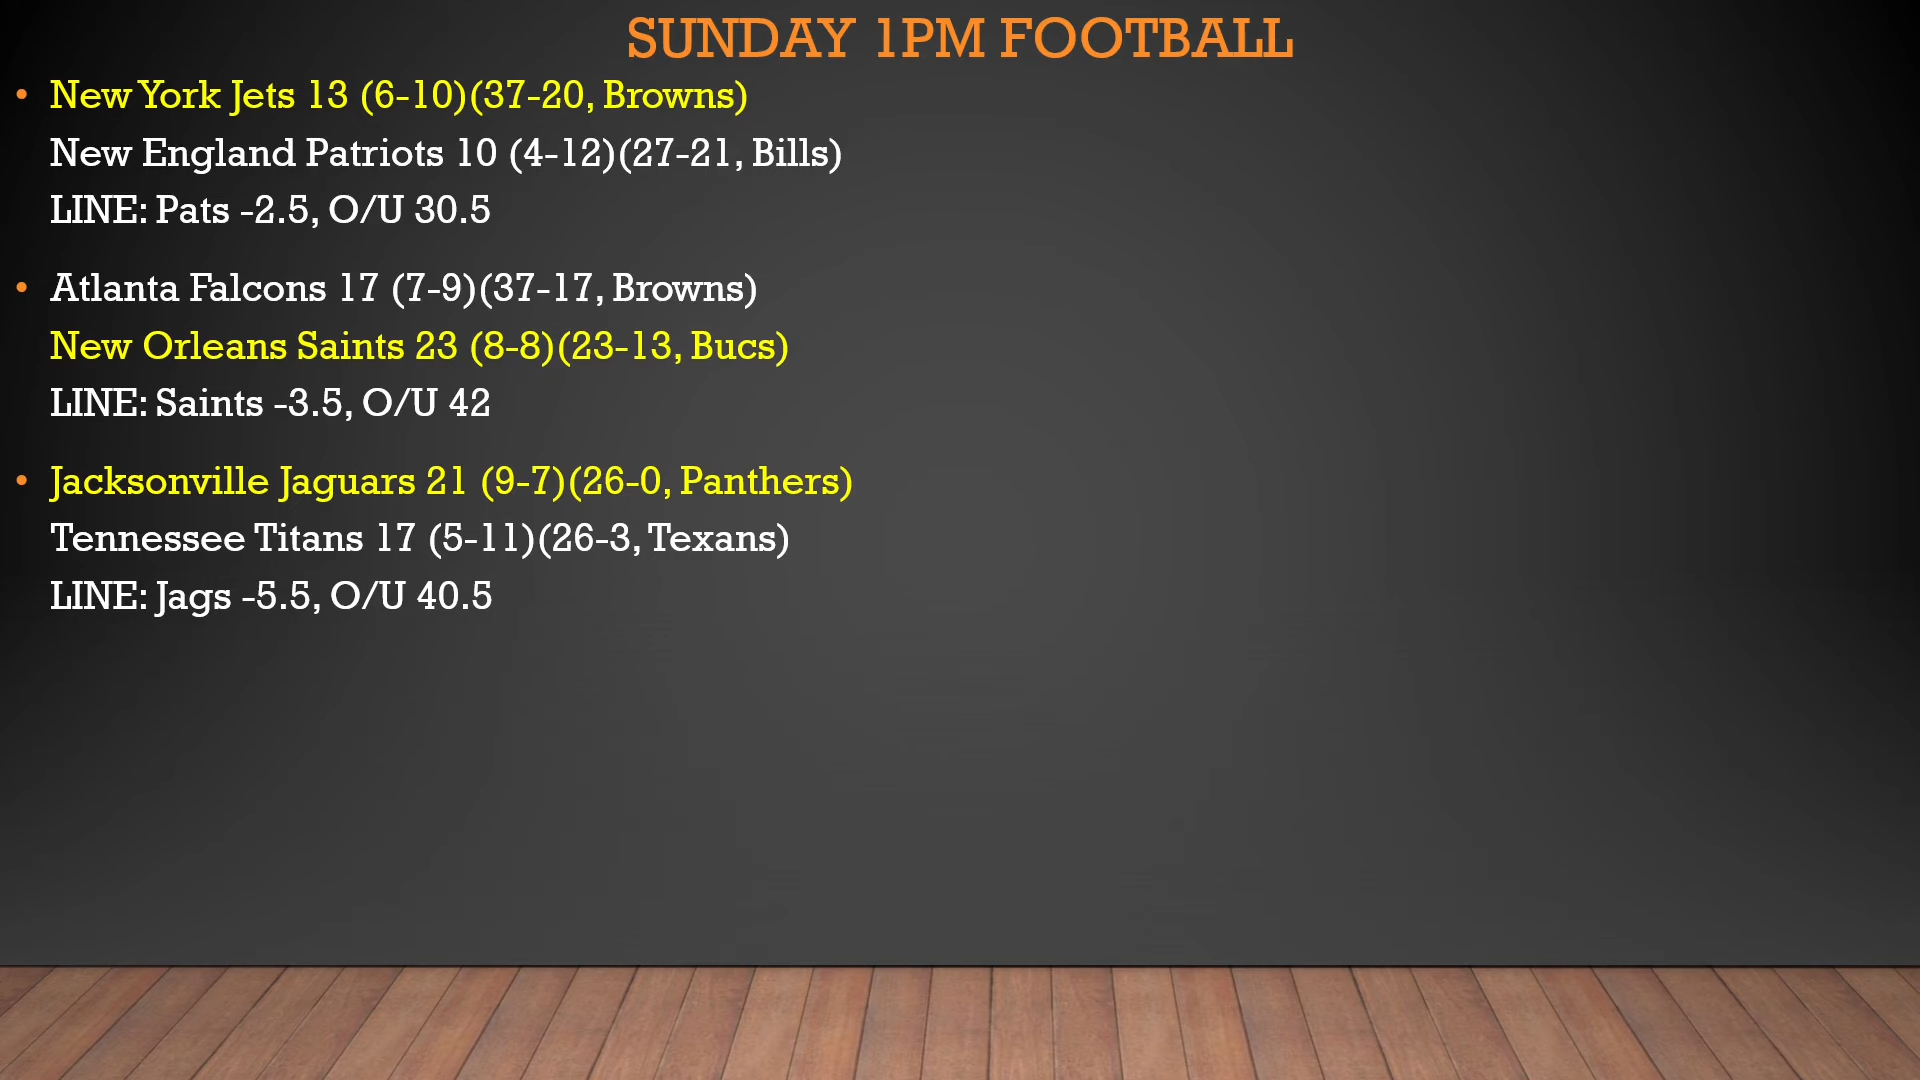 SUNDAY 1PM FOOTBALL
• New York Jets 13 (6-10)(37-20, Browns)
New England Patriots 10 (4-12)(27-21, Bills)
LINE: Pats -2.5, O/U 30.5
• Atlanta Falcons 17 (7-9)(37-17, Browns)
New Orleans Saints 23 (8-8)(23-13, Bucs)
LINE: Saints -3.5, O/U 42
• Jacksonville Jaguars 21 (9-7)(26-0, Panthers)
Tennessee Titans 17 (5-11)(26-3, Texans)
LINE: Jags -5.5, O/U 40.5